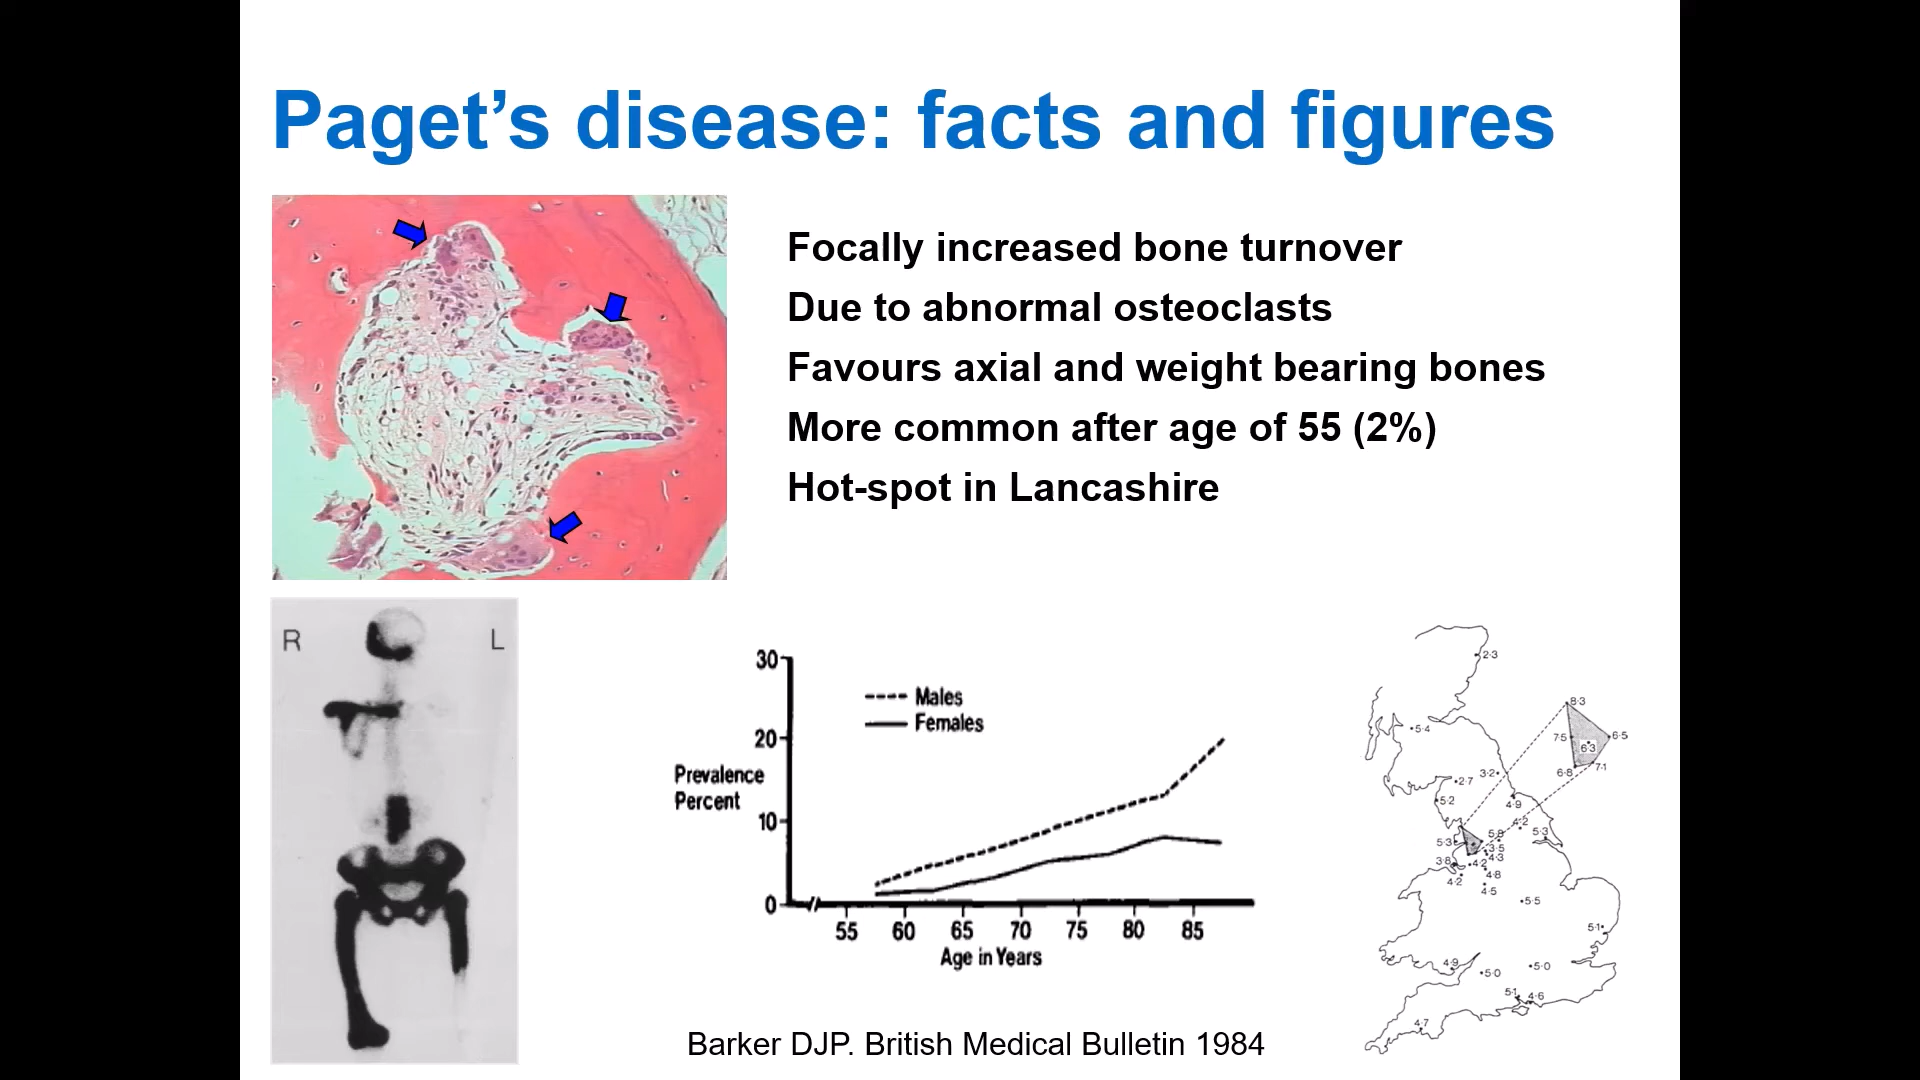 Paget’s disease: facts and figures
Focally increased bone turnover
Due to abnormal osteoclasts
Favours axial and weight bearing bones
More common after age of 55 (2%)
Hot-spot in Lancashire
R
L
30
20
10
0
Prevalence
Percent
Males
Females
55 60 65 70 75 80 85
Age in Years
2·3
8·3
5·4
7·5
6·3
6·5
6·8
7·1
2·7
3·2
5·2
4·9
4·2
5·3
5·3
5·8
3·5
4·3
3·8
4·2
4·8
4·2
4·5
5·5
5·1
4·9
5·0
5·0
5·1
4·6
4·7
Barker DJP. British Medical Bulletin 1984